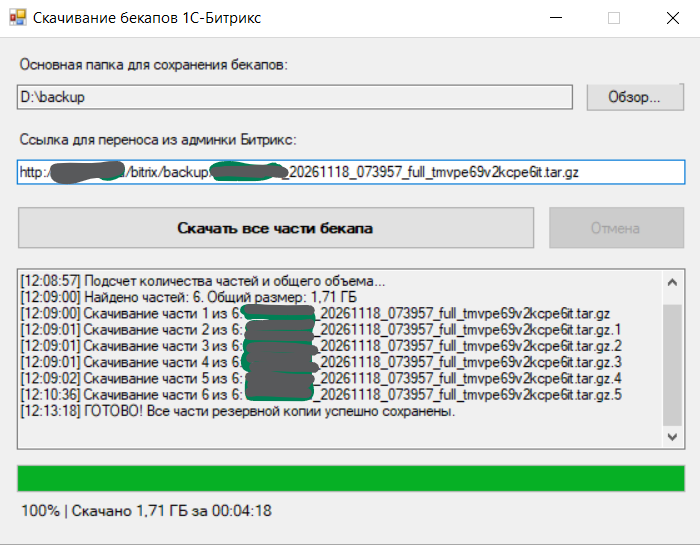 Скачивание бекапов 1С-Битрикс
Основная папка для сохранения бекапов:
D:\backup
Обзор...
Ссылка для переноса из админки Битрикс:
http:/ /bitrix/backup _20261118_073957_full_tmvpe69v2kcpe6it.tar.gz
Скачать все части бекапа
Отмена
[12:08:57] Подсчет количества частей и общего объема...
[12:09:00] Найдено частей: 6. Общий размер: 1,71 ГБ
[12:09:00] Скачивание части 1 из 6: _20261118_073957_full_tmvpe69v2kcpe6it.tar.gz
[12:09:01] Скачивание части 2 из 6: _20261118_073957_full_tmvpe69v2kcpe6it.tar.gz.1
[12:09:01] Скачивание части 3 из 6: _20261118_073957_full_tmvpe69v2kcpe6it.tar.gz.2
[12:09:01] Скачивание части 4 из 6: _20261118_073957_full_tmvpe69v2kcpe6it.tar.gz.3
[12:09:02] Скачивание части 5 из 6: _20261118_073957_full_tmvpe69v2kcpe6it.tar.gz.4
[12:10:36] Скачивание части 6 из 6: _20261118_073957_full_tmvpe69v2kcpe6it.tar.gz.5
[12:13:18] ГОТОВО! Все части резервной копии успешно сохранены.
100% | Скачано 1,71 ГБ за 00:04:18